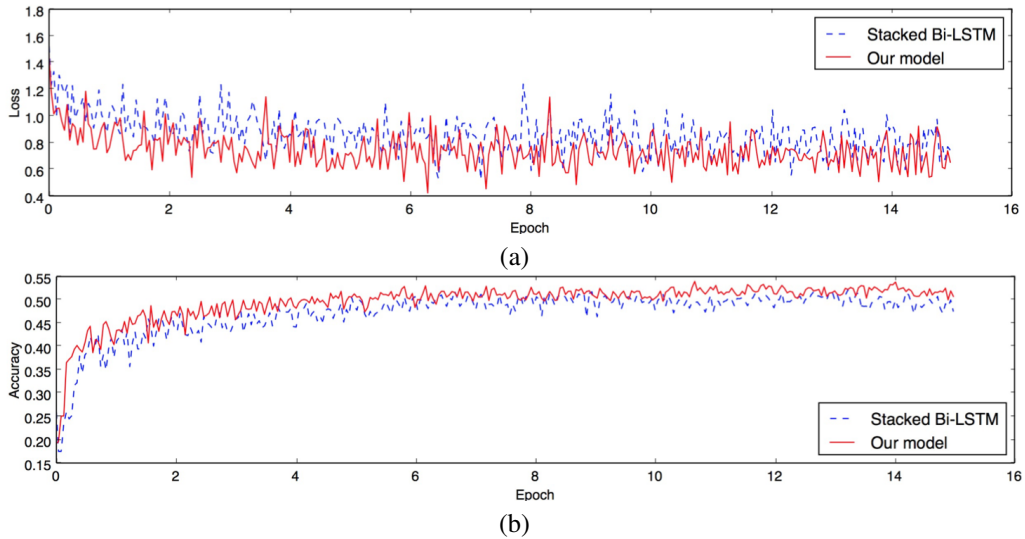 1.8
1.6
1.4
1.2
1.0
0.8
0.6
0.4
Loss
Stacked Bi-LSTM
Our model
0 2 4 6 8 10 12 14 16
Epoch
(a)
0.55
0.50
0.45
0.40
0.35
0.30
0.25
0.20
0.15
Accuracy
Stacked Bi-LSTM
Our model
0 2 4 6 8 10 12 14 16
Epoch
(b)